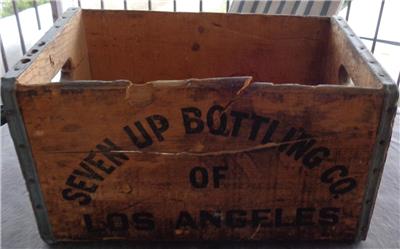 SEVEN UP BOTTLING CO.
OF
LOS ANGELES